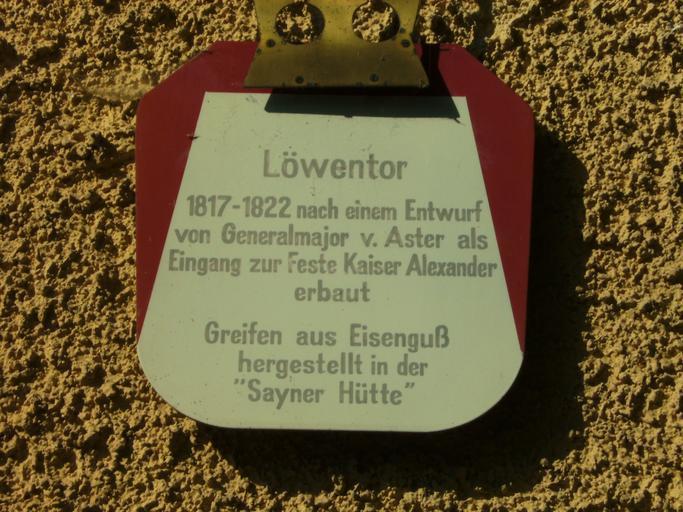 Löwentor
1817-1822 nach einem Entwurf
von Generalmajor v. Aster als
Eingang zur Feste Kaiser Alexander
erbaut
Greifen aus Eisenguß
hergestellt in der
"Sayner Hütte"